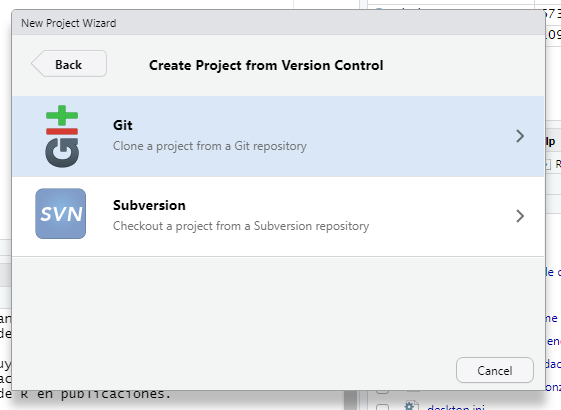 New Project Wizard
Back
Create Project from Version Control
Git
Clone a project from a Git repository
SVN
Subversion
Checkout a project from a Subversion repository
Cancel
de R en publicaciones.
desktop.ini